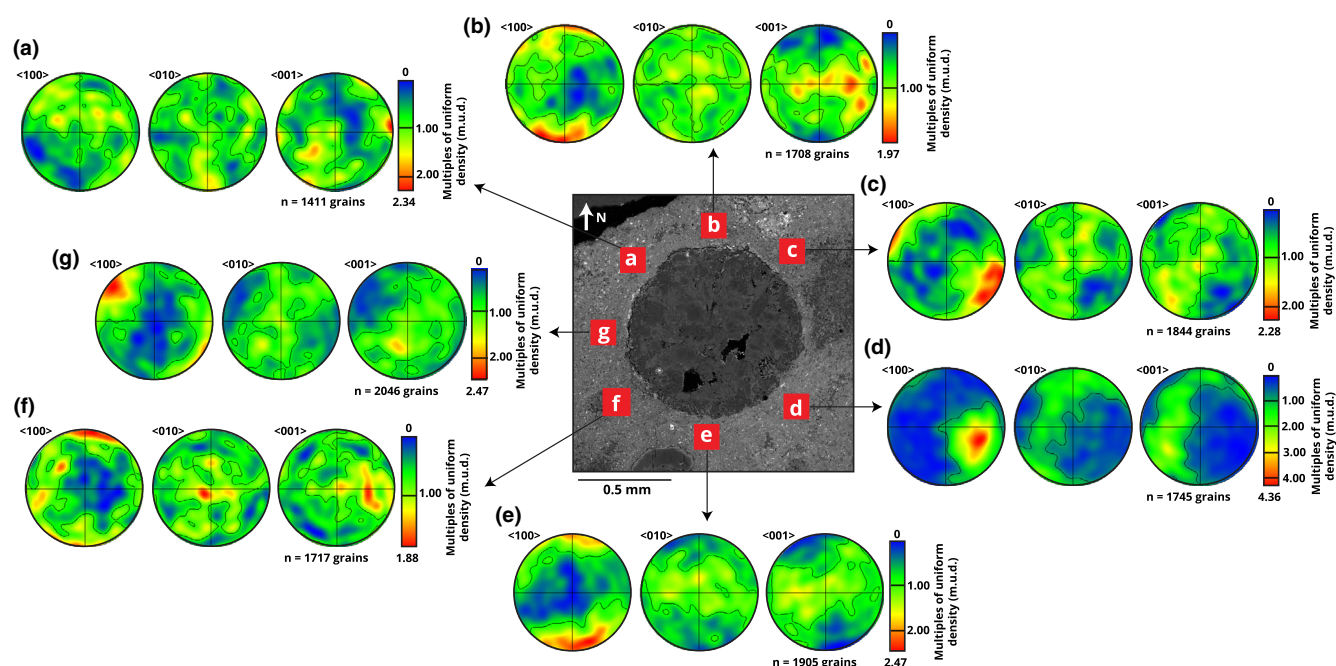 (a)
<100>
<010>
<001>
0
1.00
2.00
2.34
Multiples of uniform
density (m.u.d.)
n = 1411 grains
(b)
<100>
<010>
<001>
0
1.00
1.97
Multiples of uniform
density (m.u.d.)
n = 1708 grains
(c)
<100>
<010>
<001>
0
1.00
2.00
2.28
Multiples of uniform
density (m.u.d.)
n = 1844 grains
(g)
<100>
<010>
<001>
0
1.00
2.00
2.47
Multiples of uniform
density (m.u.d.)
n = 2046 grains
N
a
b
c
g
f
d
e
0.5 mm
(d)
<100>
<010>
<001>
0
1.00
2.00
3.00
4.00
4.36
Multiples of uniform
density (m.u.d.)
n = 1745 grains
(f)
<100>
<010>
<001>
0
1.00
1.88
Multiples of uniform
density (m.u.d.)
n = 1717 grains
(e)
<100>
<010>
<001>
0
1.00
2.00
2.47
Multiples of uniform
density (m.u.d.)
n = 1905 grains